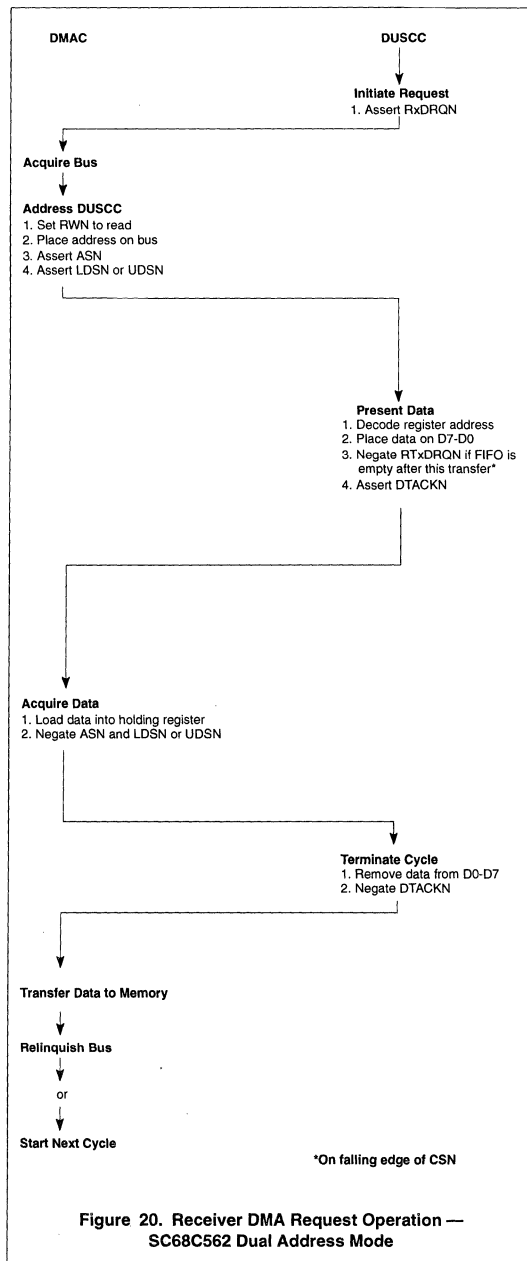 DMAC
DUSCC
Initiate Request
1. Assert RxDRQN
Acquire Bus
Address DUSCC
1. Set RWN to read
2. Place address on bus
3. Assert ASN
4. Assert LDSN or UDSN
Present Data
1. Decode register address
2. Place data on D7-D0
3. Negate RTxDRQN if FIFO is
empty after this transfer*
4. Assert DTACKN
Acquire Data
1. Load data into holding register
2. Negate ASN and LDSN or UDSN
Terminate Cycle
1. Remove data from D0-D7
2. Negate DTACKN
Transfer Data to Memory
Relinquish Bus
or
Start Next Cycle
*On falling edge of CSN
Figure 20. Receiver DMA Request Operation —
SC68C562 Dual Address Mode